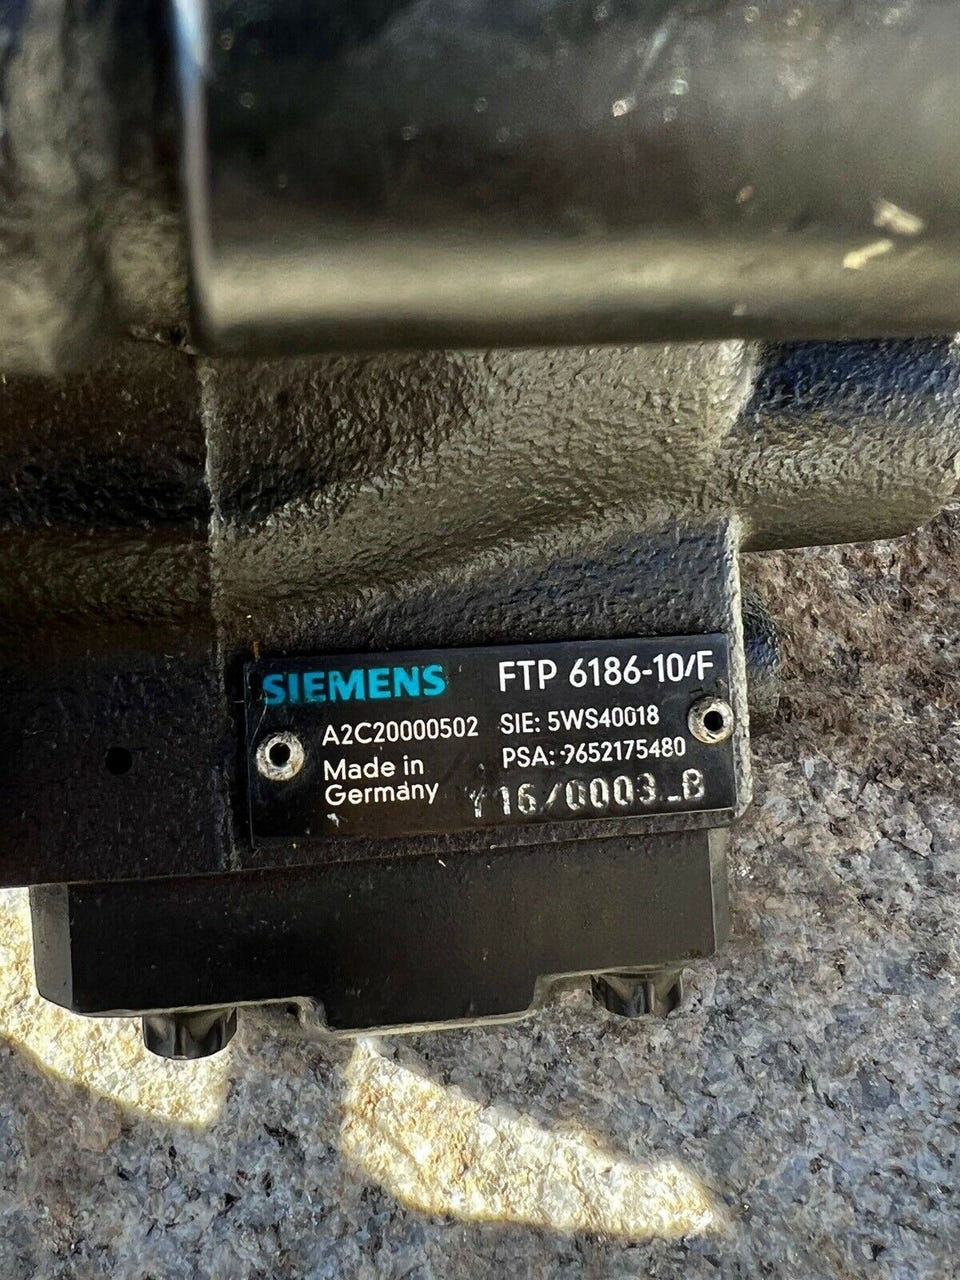 SIEMENS FTP 6186-10/F
A2C20000502 SIE: 5WS40018
PSA: 9652175480
Made in
Germany
Y16/0003_B